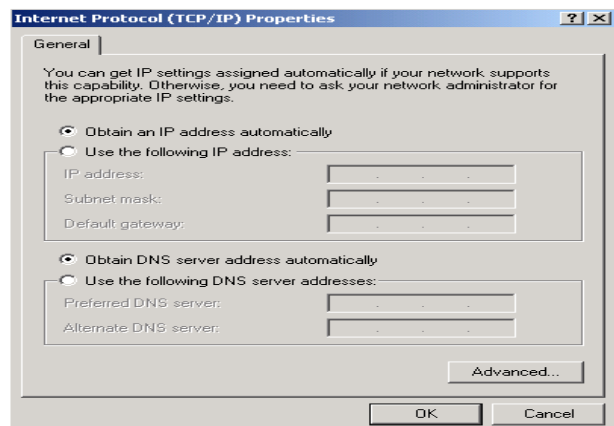 Internet Protocol (TCP/IP) Properties
General
You can get IP settings assigned automatically if your network supports
this capability. Otherwise, you need to ask your network administrator for
the appropriate IP settings.
Obtain an IP address automatically
Use the following IP address:
IP address:
Subnet mask:
Default gateway:
Obtain DNS server address automatically
Use the following DNS server addresses:
Preferred DNS server:
Alternate DNS server:
Advanced...
OK
Cancel